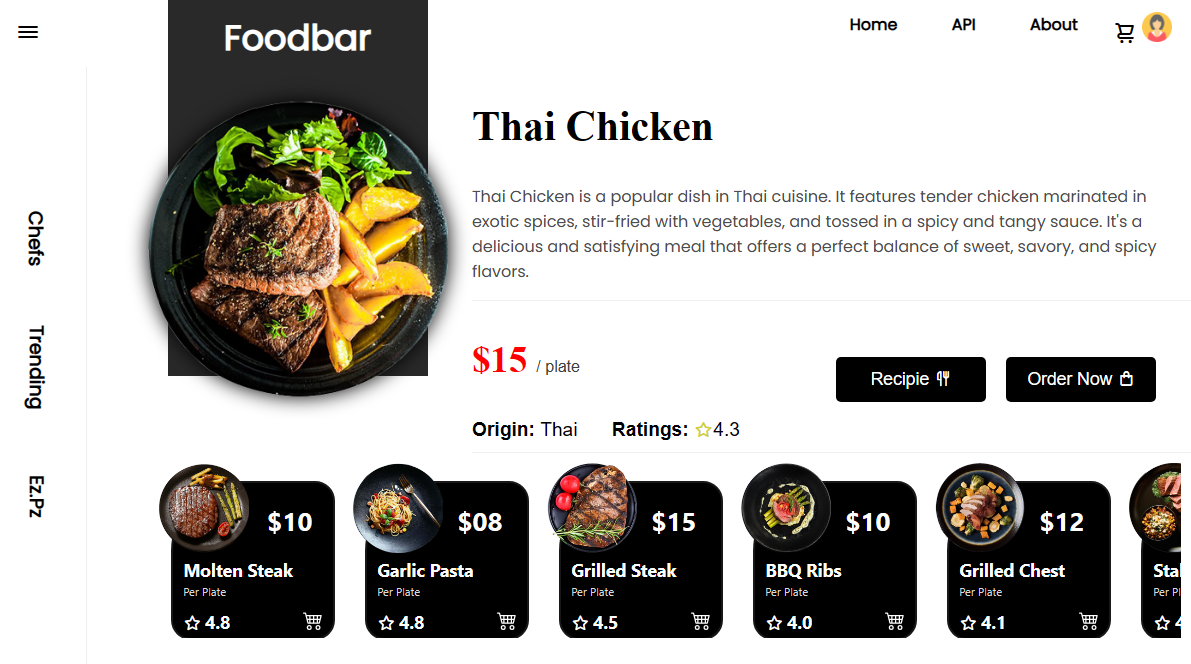 Foodbar
Home
API
About
Thai Chicken
Thai Chicken is a popular dish in Thai cuisine. It features tender chicken marinated in
exotic spices, stir-fried with vegetables, and tossed in a spicy and tangy sauce. It's a
delicious and satisfying meal that offers a perfect balance of sweet, savory, and spicy
flavors.
Chefs
Trending
Ez.Pz
$15 / plate
Recipie
Order Now
Origin: Thai
Ratings: 4.3
$10
Molten Steak
Per Plate
4.8
$08
Garlic Pasta
Per Plate
4.8
$15
Grilled Steak
Per Plate
4.5
$10
BBQ Ribs
Per Plate
4.0
$12
Grilled Chest
Per Plate
4.1
Per